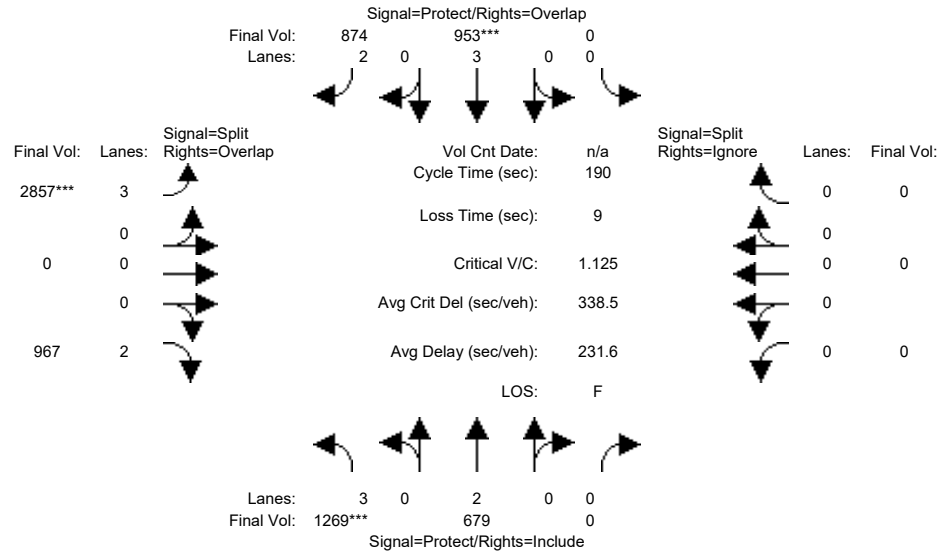 Signal=Protect/Rights=Overlap
Final Vol: 874 953*** 0
Lanes: 2 0 3 0 0
Signal=Split Signal=Split
Final Vol: Lanes: Rights=Overlap Vol Cnt Date: n/a Rights=Ignore Lanes: Final Vol:
Cycle Time (sec): 190
2857*** 3 0 0
Loss Time (sec): 9
0 0
Critical V/C: 1.125
0 0 0 0
Avg Crit Del (sec/veh): 338.5
0 0
967 2 Avg Delay (sec/veh): 231.6 0 0
LOS: F
Lanes: 3 0 2 0 0
Final Vol: 1269*** 679 0
Signal=Protect/Rights=Include